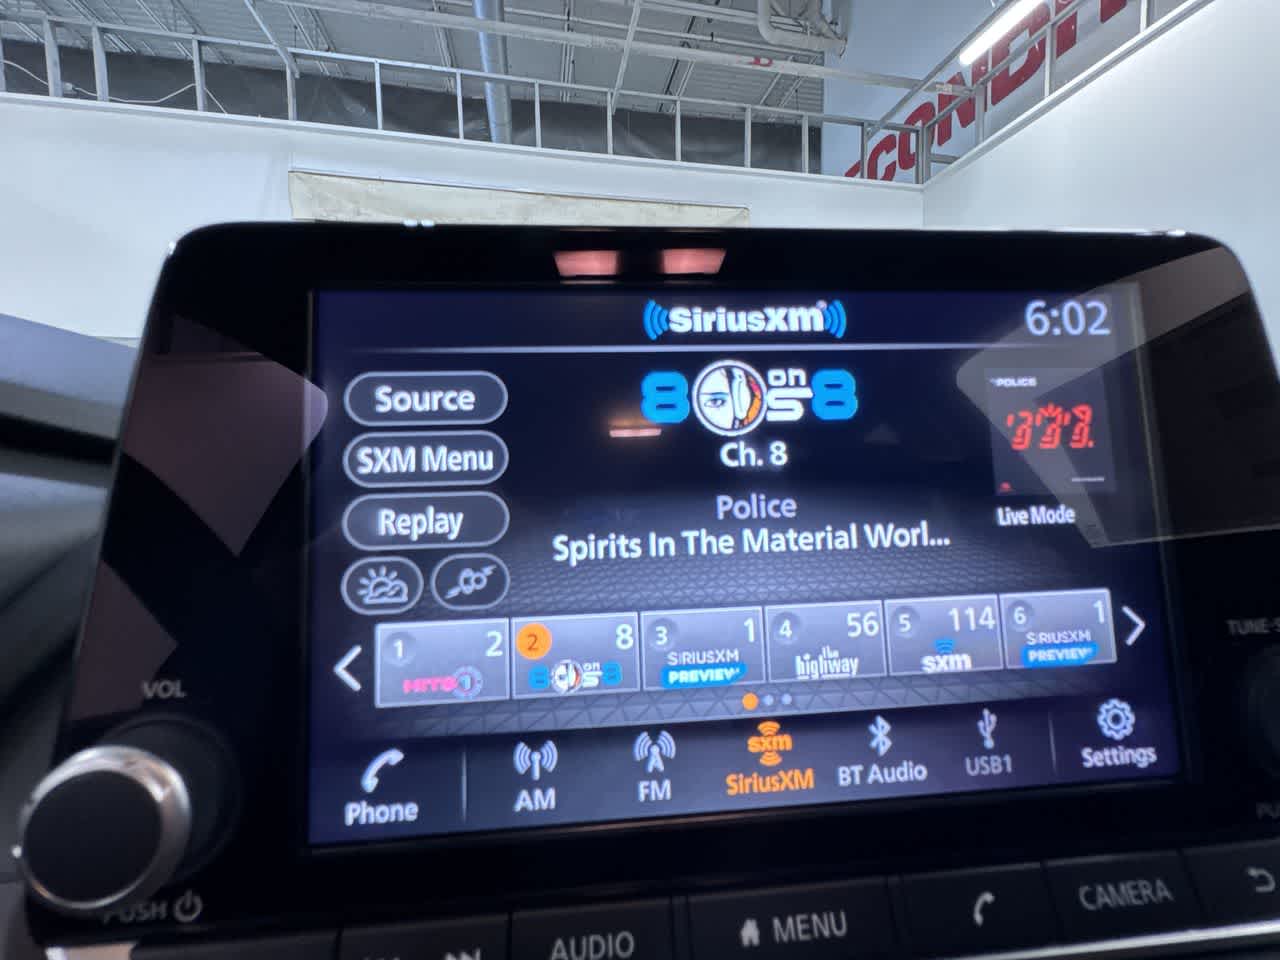 SiriusXM
6:02
Source
SXM Menu
Replay
80s on 8
Ch. 8
Police
Spirits In The Material Worl...
POLICE
Live Mode
1 2
HITS 1
2 8
80s on 8
3 1
SIRIUSXM
PREVIEW
4 56
the
highway
5 114
sxm
6 1
SIRIUSXM
PREVIEW
Phone
AM
FM
sxm
SiriusXM
BT Audio
USB1
Settings
VOL
PUSH
TUNE-S
AUDIO
MENU
CAMERA